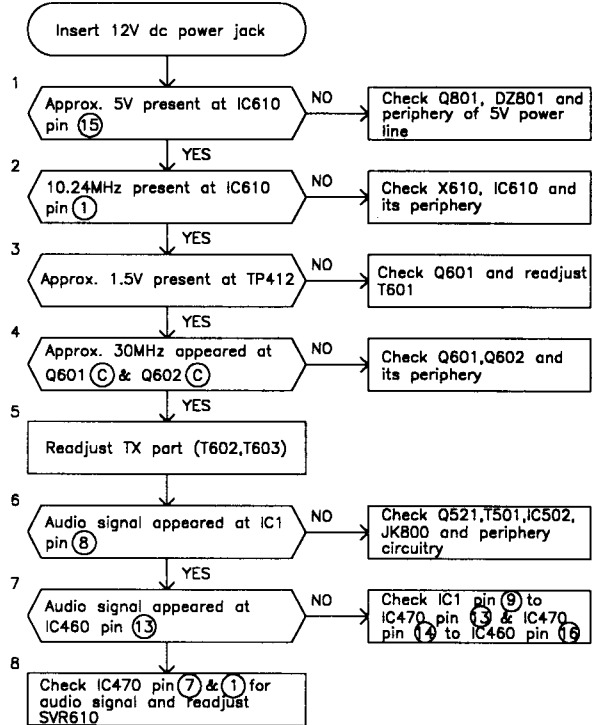 Insert 12V dc power jack
1
Approx. 5V present at IC610
pin 15
NO
Check Q801, DZ801 and
periphery of 5V power
line
YES
2
10.24MHz present at IC610
pin 1
NO
Check X610, IC610 and
its periphery
YES
3
Approx. 1.5V present at TP412
NO
Check Q601 and readjust
T601
YES
4
Approx. 30MHz appeared at
Q601 C & Q602 C
NO
Check Q601,Q602 and
its periphery
YES
5
Readjust TX part (T602,T603)
6
Audio signal appeared at IC1
pin 8
NO
Check Q521,T501,IC502,
JK800 and periphery
circuitry
YES
7
Audio signal appeared at
IC460 pin 13
NO
Check IC1 pin 9 to
IC470 pin 13 & IC470
pin 14 to IC460 pin 16
YES
8
Check IC470 pin 7 & 1 for
audio signal and readjust
SVR610